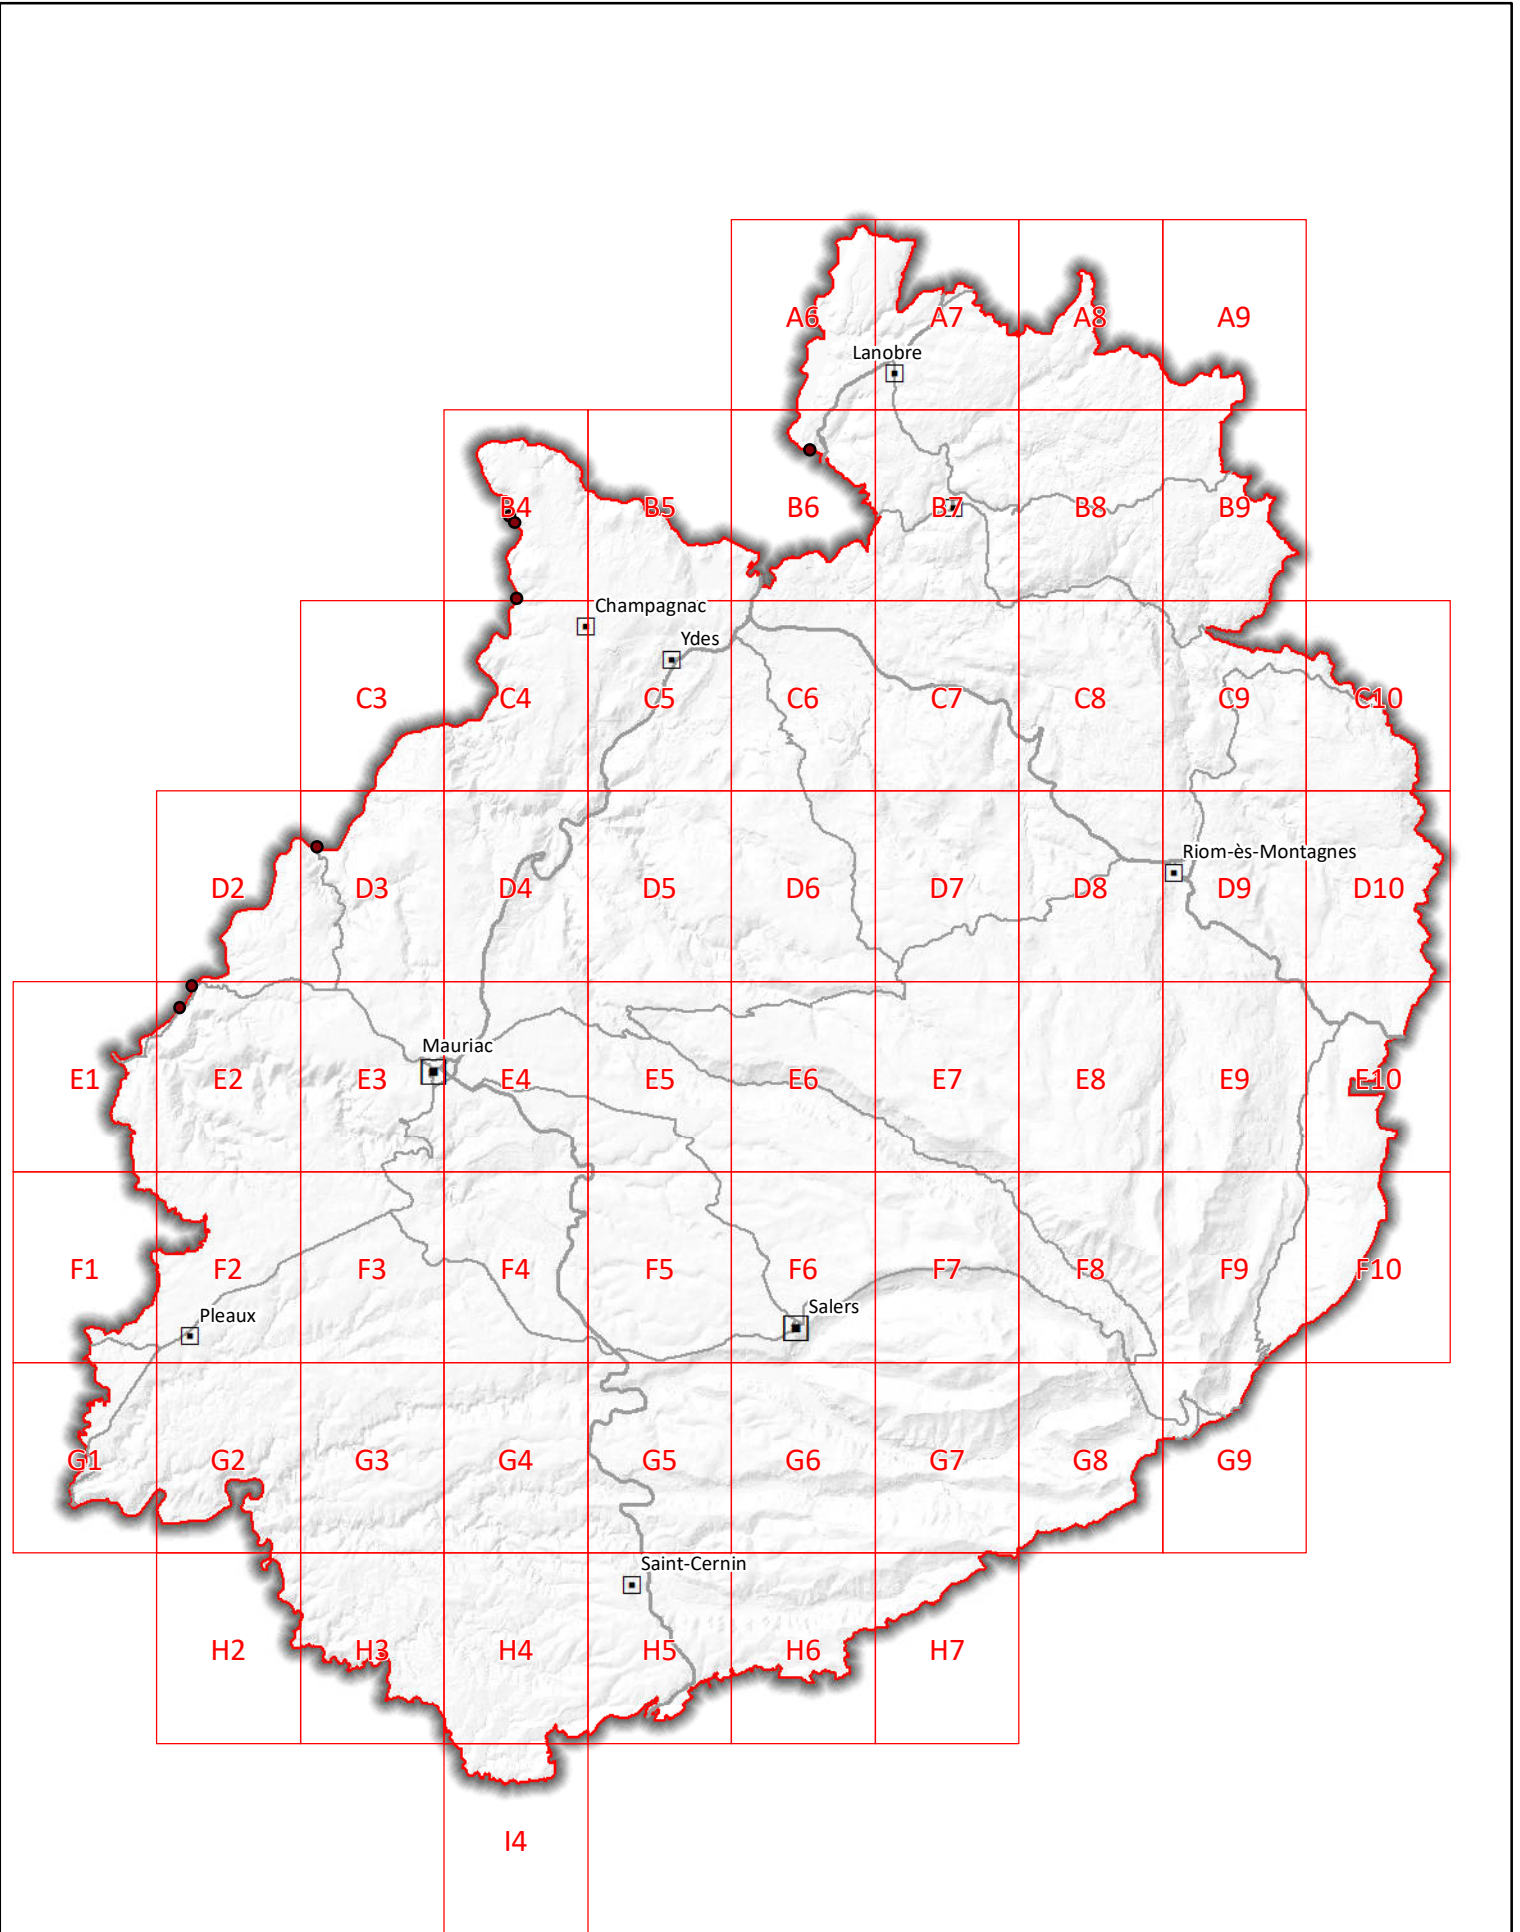 A6
A7
A8
A9
Lanobre
B4
B5
B6
B7
B8
B9
Champagnac
Ydes
C3
C4
C5
C6
C7
C8
C9
C10
Riom-ès-Montagnes
D2
D3
D4
D5
D6
D7
D8
D9
D10
Mauriac
E1
E2
E3
E4
E5
E6
E7
E8
E9
E10
F1
F2
F3
F4
F5
F6
F7
F8
F9
F10
Pleaux
Salers
G1
G2
G3
G4
G5
G6
G7
G8
G9
Saint-Cernin
H2
H3
H4
H5
H6
H7
I4